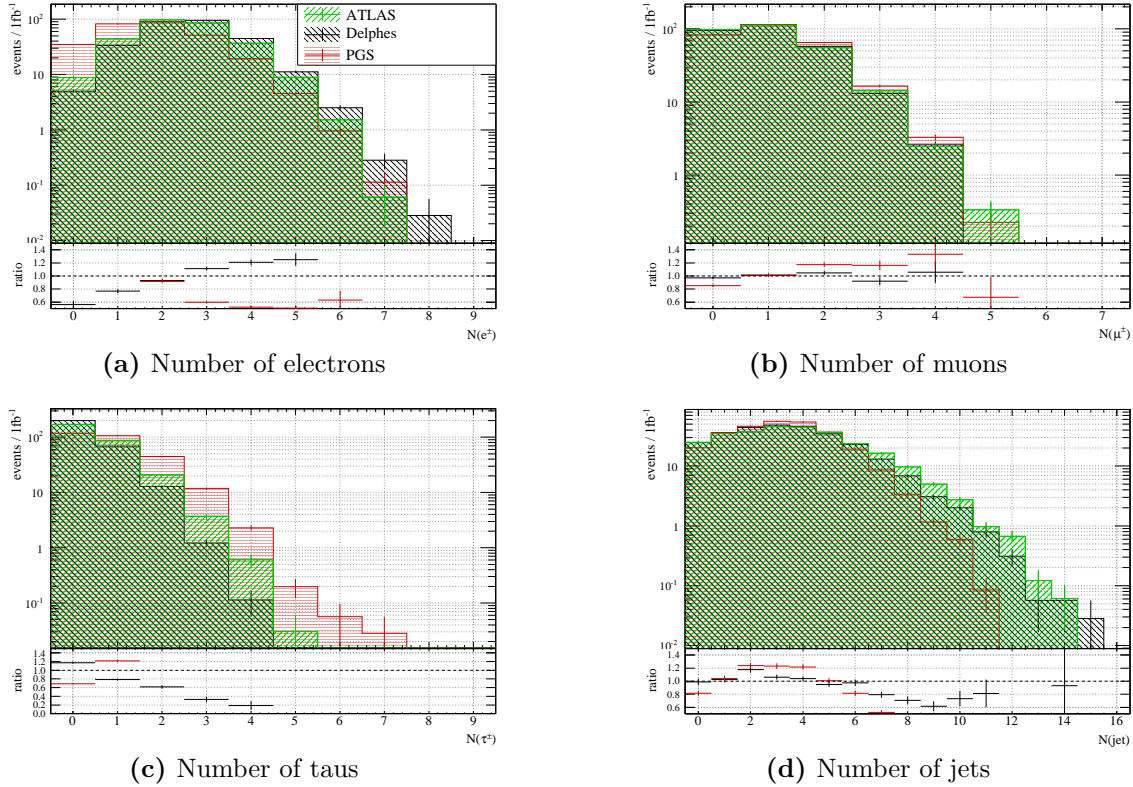 events / 1fb⁻¹
10²
10
1
10⁻¹
10⁻²
ATLAS
Delphes
PGS
ratio
1.4
1.2
1.0
0.8
0.6
0 1 2 3 4 5 6 7 8 9
N(e±)
(a) Number of electrons
events / 1fb⁻¹
10²
10
1
ratio
1.4
1.2
1.0
0.8
0.6
0 1 2 3 4 5 6 7
N(μ±)
(b) Number of muons
events / 1fb⁻¹
10²
10
1
10⁻¹
ratio
1.4
1.2
1.0
0.8
0.6
0.4
0.2
0.0
0 1 2 3 4 5 6 7 8 9
N(τ±)
(c) Number of taus
events / 1fb⁻¹
10
1
10⁻¹
10⁻²
ratio
1.4
1.2
1.0
0.8
0.6
0 2 4 6 8 10 12 14 16
N(jet)
(d) Number of jets